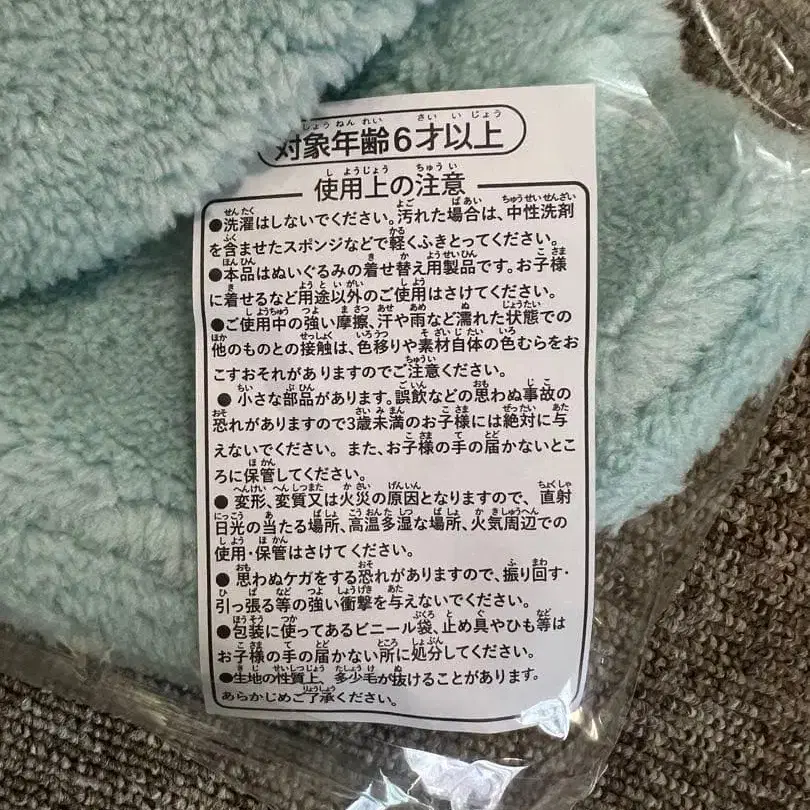 対象年齢6才以上
使用上の注意
●洗濯はしないでください。汚れた場合は、中性洗剤
を含ませたスポンジなどで軽くふきとってください。
●本品はぬいぐるみの着せ替え用製品です。お子様
に着せるなど用途以外のご使用はさけてください。
●ご使用中の強い摩擦、汗や雨など濡れた状態での
他のものとの接触は、色移りや素材自体の色むらをお
こすおそれがありますのでご注意ください。
● 小さな部品があります。誤飲などの思わぬ事故の
恐れがありますので3歳未満のお子様には絶対に与
えないでください。また、お子様の手の届かないとこ
ろに保管してください。
● 変形、変質又は火災の原因となりますので、直射
日光の当たる場所、高温多湿な場所、火気周辺での
使用・保管はさけてください。
● 思わぬケガをする恐れがありますので、振り回す・
引っ張る等の強い衝撃を与えないでください。
●包装に使ってあるビニール袋、止め具やひも等は
お子様の手の届かない所に処分してください。
●生地の性質上、多少毛が抜けることがあります。
あらかじめご了承ください。